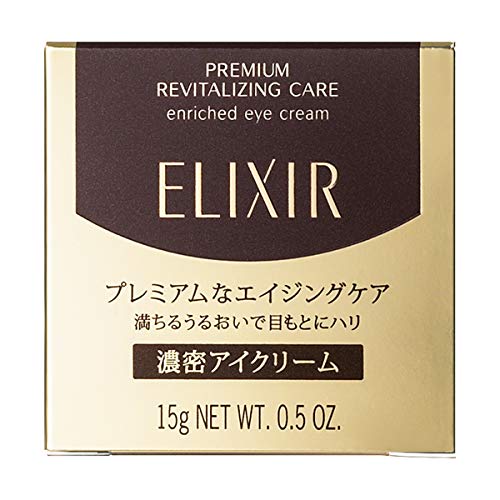 PREMIUM
REVITALIZING CARE
enriched eye cream
ELIXIR
プレミアムなエイジングケア
満ちるうるおいで目もとにハリ
濃密アイクリーム
15g NET WT. 0.5 OZ.